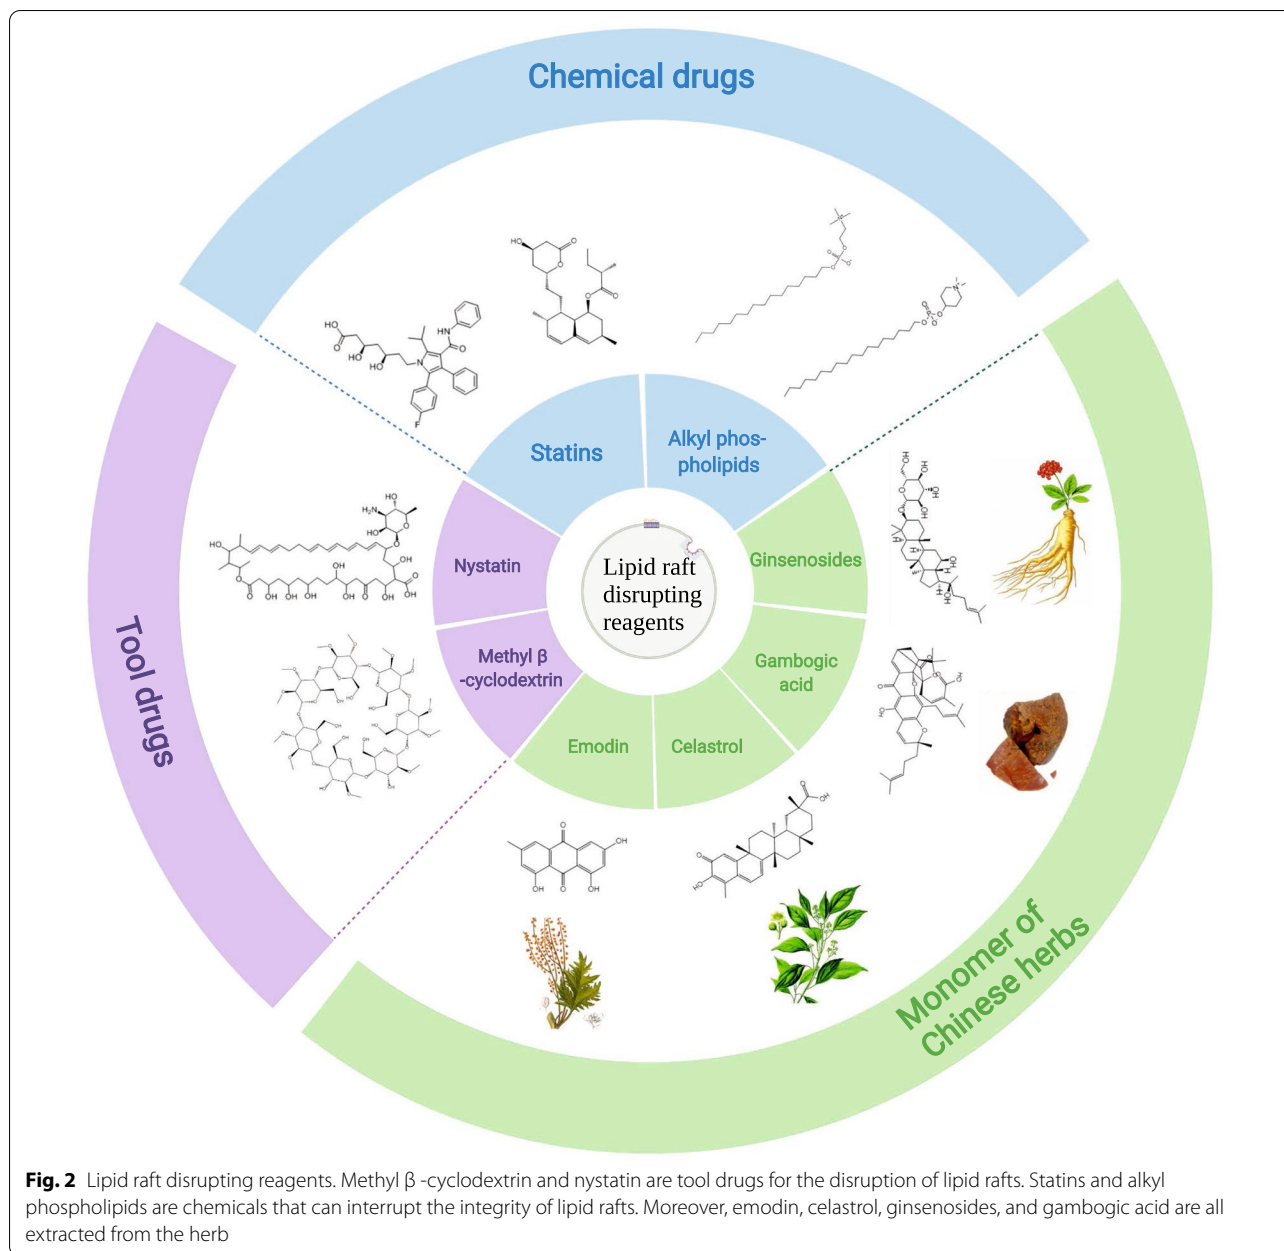 Chemical drugs
Statins
Alkyl phos-
pholipids
Nystatin
Ginsenosides
Lipid raft
disrupting
reagents
Methyl β
-cyclodextrin
Gambogic
acid
Emodin
Celastrol
Tool drugs
Monomer of
Chinese herbs
Fig. 2 Lipid raft disrupting reagents. Methyl β -cyclodextrin and nystatin are tool drugs for the disruption of lipid rafts. Statins and alkyl
phospholipids are chemicals that can interrupt the integrity of lipid rafts. Moreover, emodin, celastrol, ginsenosides, and gambogic acid are all
extracted from the herb